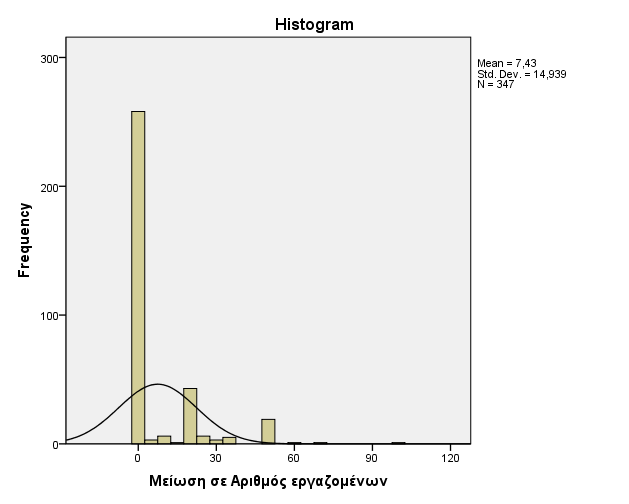 Histogram
Mean = 7,43
Std. Dev. = 14,939
N = 347
Frequency
300
200
100
0
0 30 60 90 120
Μείωση σε Αριθμός εργαζομένων